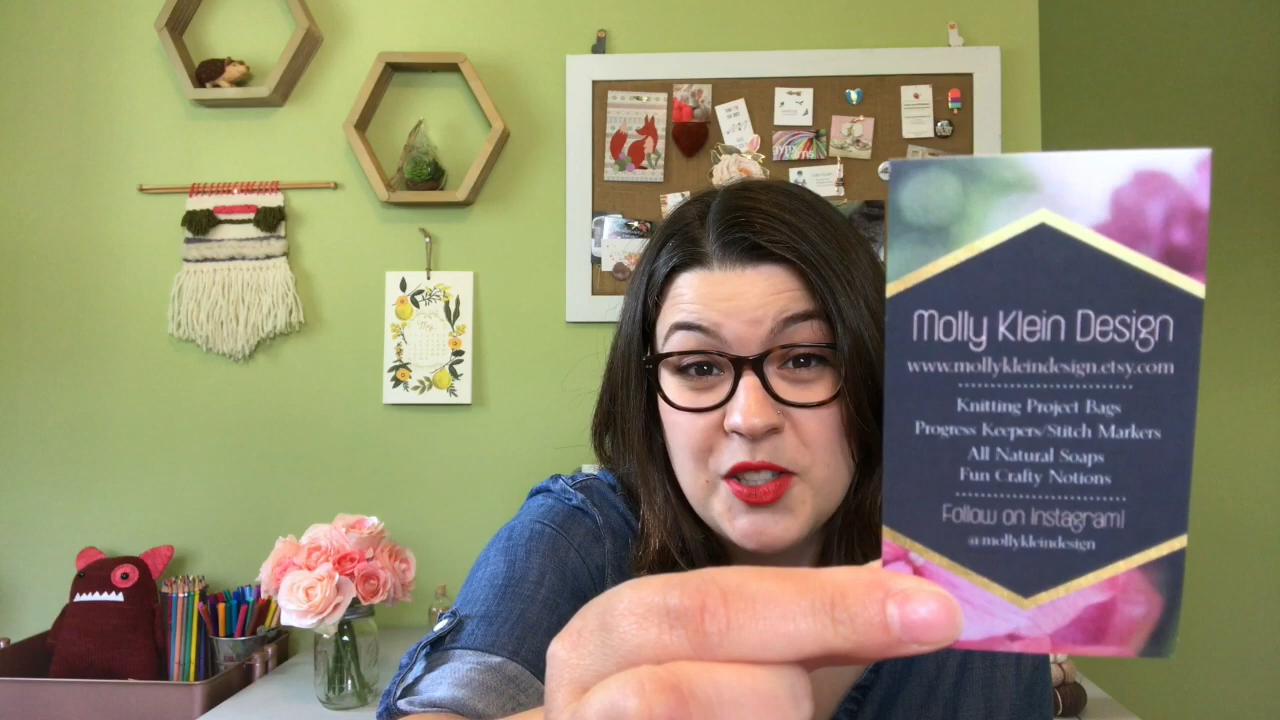 Molly Klein Design
www.mollykleindesign.etsy.com
Knitting Project Bags
Progress Keepers/Stitch Markers
All Natural Soaps
Fun Crafty Notions
Follow on Instagram!
@mollykleindesign